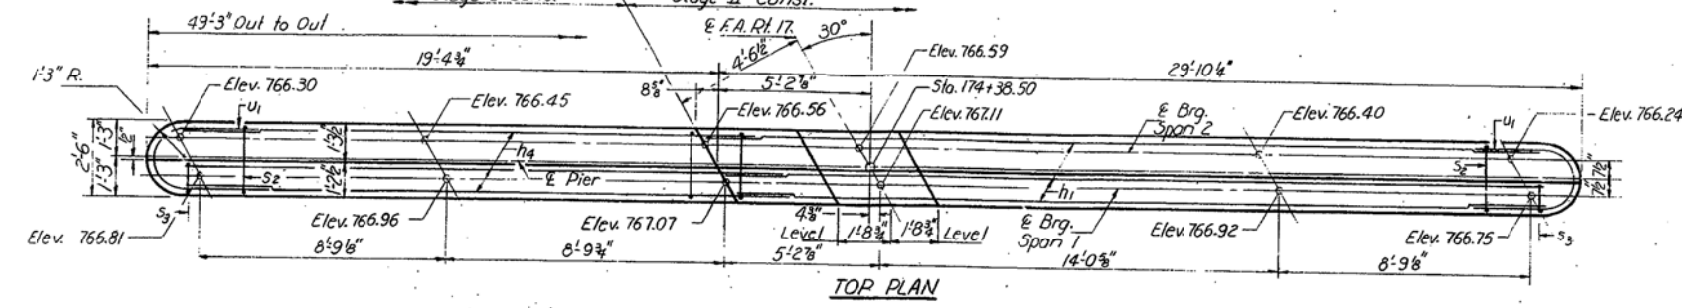 49'-3" Out to Out
Stage II Const.
℄ F.A. Rt. 17.
30°
4'-6½"
Elev. 766.59
19'-4¾"
29'-10¼"
1'-3" R.
Elev. 766.30
8⅝"
5'-2⅞"
Sta. 174+38.50
u₁
Elev. 766.45
Elev. 766.56
Elev. 767.11
℄ Brg.
Span 2
Elev. 766.40
u₁
Elev. 766.24
2'-6"
1'-3"
1'-3"
½"
1'-3½"
1'-2½"
h₄
s₂
℄ Pier
h₁
s₂
7½"
7½"
s₃
Elev. 766.96
Elev. 767.07
4⅜"
℄ Brg.
Span 1
Elev. 766.92
Elev. 766.81
Level
1'-8¾"
1'-8¾"
Level
Elev. 766.75
s₃
8'-9⅛"
8'-9¾"
5'-2⅞"
14'-0⅝"
8'-9⅛"
TOP PLAN